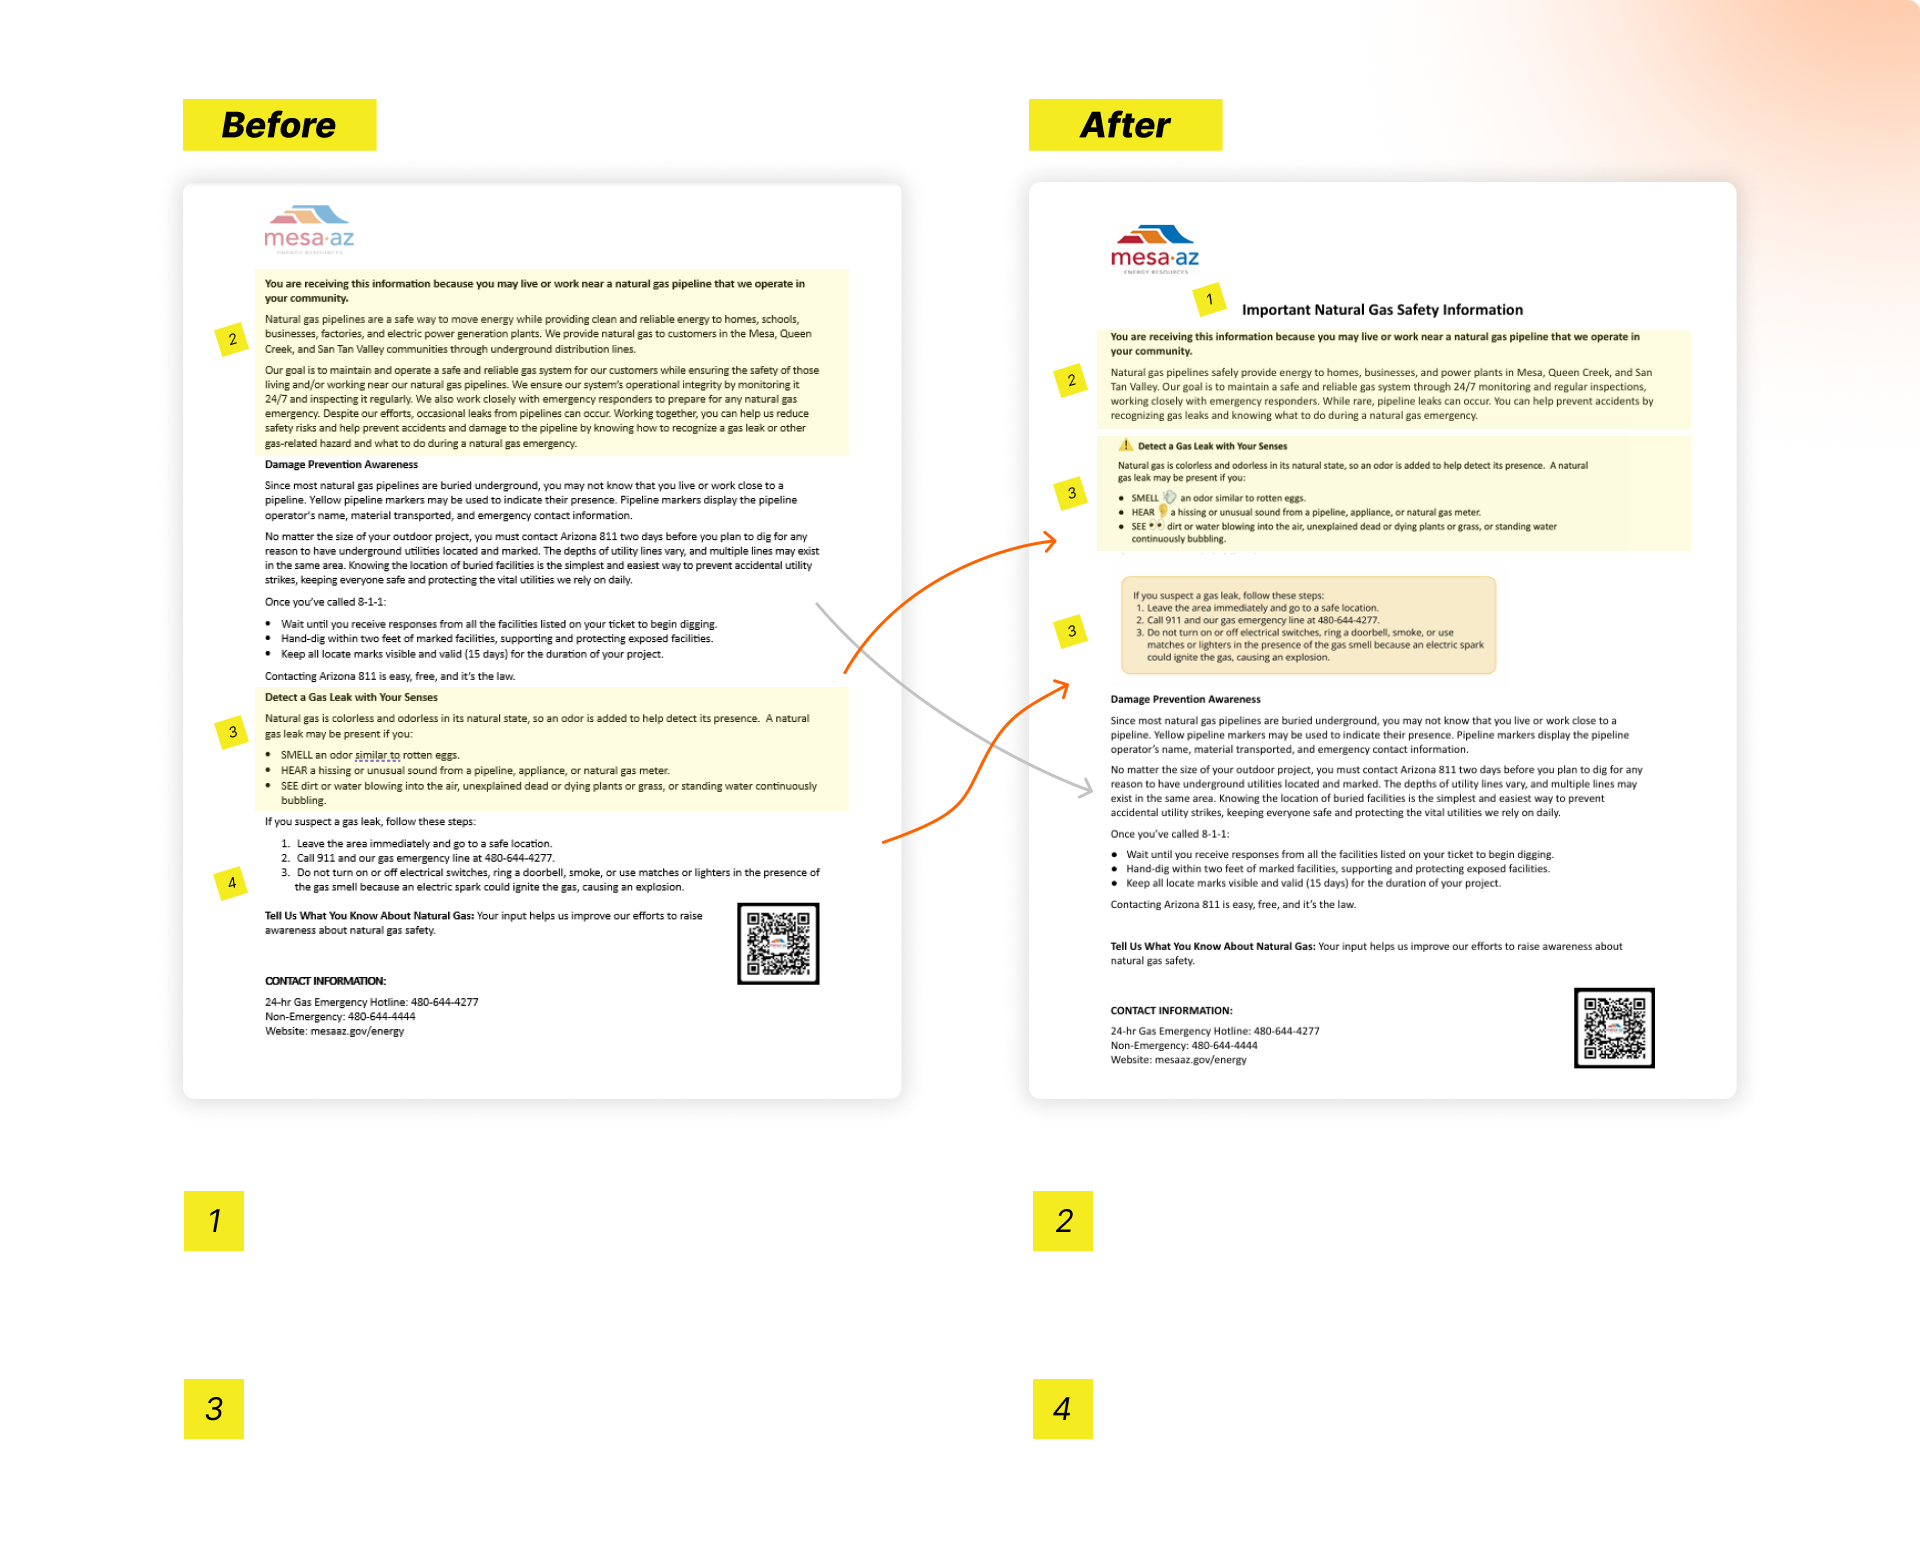 Before
mesa·az
ENERGY RESOURCES
You are receiving this information because you may live or work near a natural gas pipeline that we operate in
your community.
2
Natural gas pipelines are a safe way to move energy while providing clean and reliable energy to homes, schools,
businesses, factories, and electric power generation plants. We provide natural gas to customers in the Mesa, Queen
Creek, and San Tan Valley communities through underground distribution lines.
Our goal is to maintain and operate a safe and reliable gas system for our customers while ensuring the safety of those
living and/or working near our natural gas pipelines. We ensure our system's operational integrity by monitoring it
24/7 and inspecting it regularly. We also work closely with emergency responders to prepare for any natural gas
emergency. Despite our efforts, occasional leaks from pipelines can occur. Working together, you can help us reduce
safety risks and help prevent accidents and damage to the pipeline by knowing how to recognize a gas leak or other
gas-related hazard and what to do during a natural gas emergency.
Damage Prevention Awareness
Since most natural gas pipelines are buried underground, you may not know that you live or work close to a
pipeline. Yellow pipeline markers may be used to indicate their presence. Pipeline markers display the pipeline
operator's name, material transported, and emergency contact information.
No matter the size of your outdoor project, you must contact Arizona 811 two days before you plan to dig for any
reason to have underground utilities located and marked. The depths of utility lines vary, and multiple lines may exist
in the same area. Knowing the location of buried facilities is the simplest and easiest way to prevent accidental utility
strikes, keeping everyone safe and protecting the vital utilities we rely on daily.
Once you've called 8-1-1:
• Wait until you receive responses from all the facilities listed on your ticket to begin digging.
• Hand-dig within two feet of marked facilities, supporting and protecting exposed facilities.
• Keep all locate marks visible and valid (15 days) for the duration of your project.
Contacting Arizona 811 is easy, free, and it's the law.
Detect a Gas Leak with Your Senses
3
Natural gas is colorless and odorless in its natural state, so an odor is added to help detect its presence. A natural
gas leak may be present if you:
• SMELL an odor similar to rotten eggs.
• HEAR a hissing or unusual sound from a pipeline, appliance, or natural gas meter.
• SEE dirt or water blowing into the air, unexplained dead or dying plants or grass, or standing water continuously
bubbling.
If you suspect a gas leak, follow these steps:
1. Leave the area immediately and go to a safe location.
2. Call 911 and our gas emergency line at 480-644-4277.
3. Do not turn on or off electrical switches, ring a doorbell, smoke, or use matches or lighters in the presence of
the gas smell because an electric spark could ignite the gas, causing an explosion.
4
Tell Us What You Know About Natural Gas: Your input helps us improve our efforts to raise
awareness about natural gas safety.
CONTACT INFORMATION:
24-hr Gas Emergency Hotline: 480-644-4277
Non-Emergency: 480-644-4444
Website: mesaaz.gov/energy
After
mesa·az
ENERGY RESOURCES
1
Important Natural Gas Safety Information
You are receiving this information because you may live or work near a natural gas pipeline that we operate in
your community.
2
Natural gas pipelines safely provide energy to homes, businesses, and power plants in Mesa, Queen Creek, and San
Tan Valley. Our goal is to maintain a safe and reliable gas system through 24/7 monitoring and regular inspections,
working closely with emergency responders. While rare, pipeline leaks can occur. You can help prevent accidents by
recognizing gas leaks and knowing what to do during a natural gas emergency.
Detect a Gas Leak with Your Senses
Natural gas is colorless and odorless in its natural state, so an odor is added to help detect its presence. A natural
gas leak may be present if you:
3
• SMELL an odor similar to rotten eggs.
• HEAR a hissing or unusual sound from a pipeline, appliance, or natural gas meter.
• SEE dirt or water blowing into the air, unexplained dead or dying plants or grass, or standing water
continuously bubbling.
3
If you suspect a gas leak, follow these steps:
1. Leave the area immediately and go to a safe location.
2. Call 911 and our gas emergency line at 480-644-4277.
3. Do not turn on or off electrical switches, ring a doorbell, smoke, or use
matches or lighters in the presence of the gas smell because an electric spark
could ignite the gas, causing an explosion.
Damage Prevention Awareness
Since most natural gas pipelines are buried underground, you may not know that you live or work close to a
pipeline. Yellow pipeline markers may be used to indicate their presence. Pipeline markers display the pipeline
operator's name, material transported, and emergency contact information.
No matter the size of your outdoor project, you must contact Arizona 811 two days before you plan to dig for any
reason to have underground utilities located and marked. The depths of utility lines vary, and multiple lines may
exist in the same area. Knowing the location of buried facilities is the simplest and easiest way to prevent
accidental utility strikes, keeping everyone safe and protecting the vital utilities we rely on daily.
Once you've called 8-1-1:
• Wait until you receive responses from all the facilities listed on your ticket to begin digging.
• Hand-dig within two feet of marked facilities, supporting and protecting exposed facilities.
• Keep all locate marks visible and valid (15 days) for the duration of your project.
Contacting Arizona 811 is easy, free, and it's the law.
Tell Us What You Know About Natural Gas: Your input helps us improve our efforts to raise awareness about
natural gas safety.
CONTACT INFORMATION:
24-hr Gas Emergency Hotline: 480-644-4277
Non-Emergency: 480-644-4444
Website: mesaaz.gov/energy
1
2
3
4